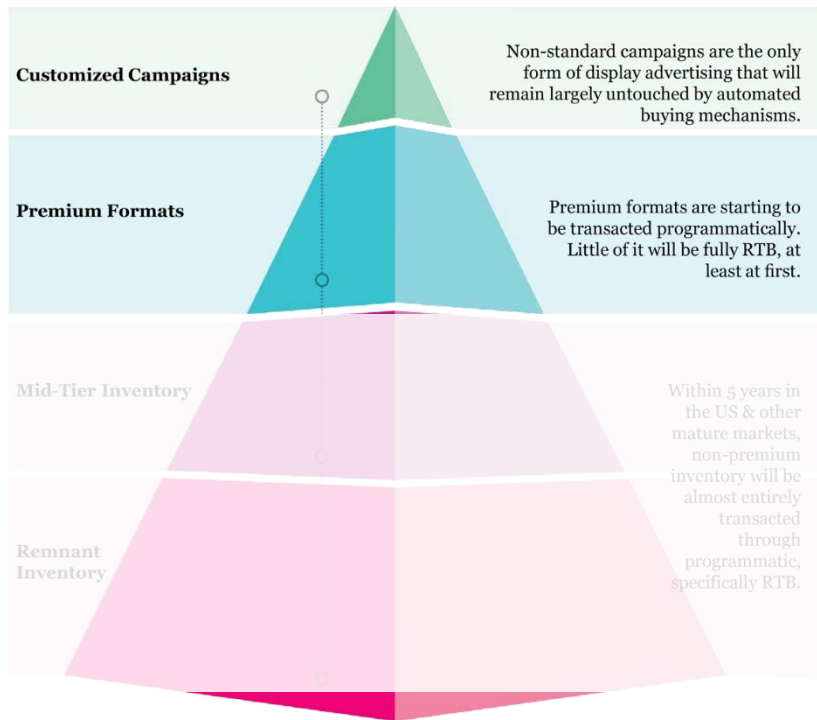 Customized Campaigns
Non-standard campaigns are the only
form of display advertising that will
remain largely untouched by automated
buying mechanisms.
Premium Formats
Premium formats are starting to
be transacted programmatically.
Little of it will be fully RTB, at
least at first.
Mid-Tier Inventory
Within 5 years in
the US & other
mature markets,
non-premium
inventory will be
almost entirely
transacted
through
programmatic,
specifically RTB.
Remnant
Inventory